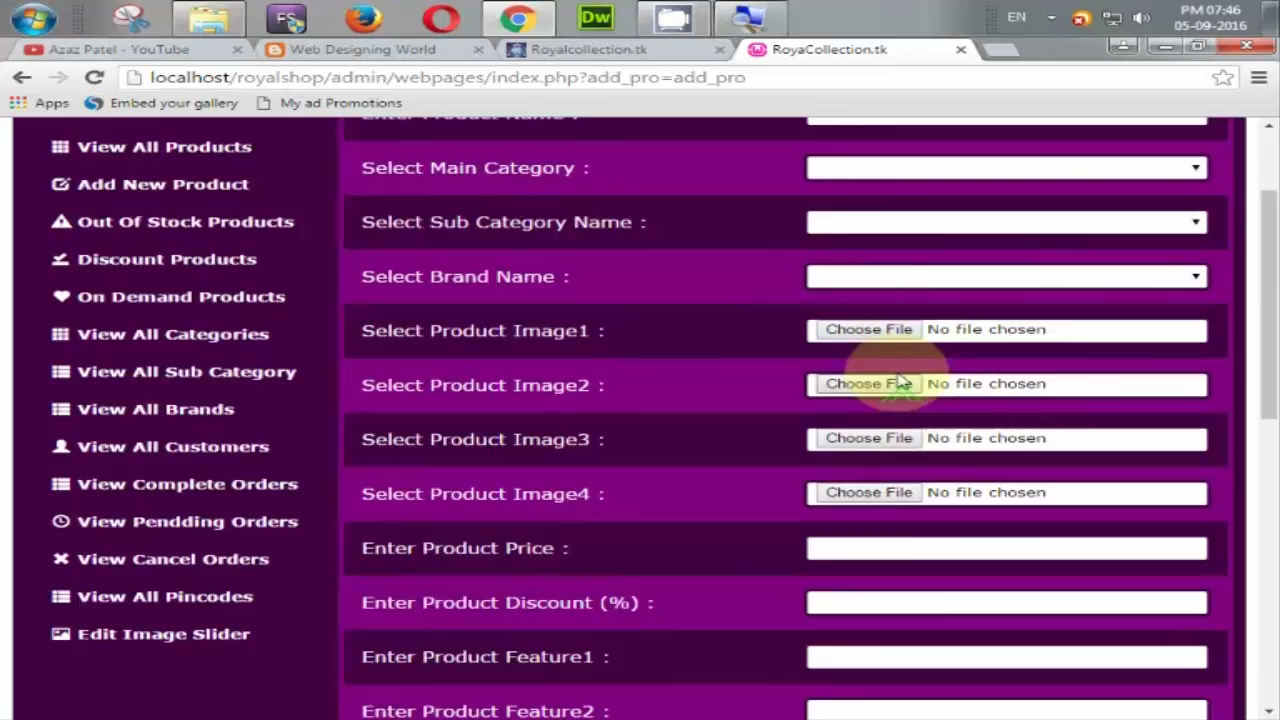 PM 07:46
FS
Dw
EN
05-09-2016
Azaz Patel - YouTube
Web Designing World
Royalcollection.tk
RoyaCollection.tk
localhost/royalshop/admin/webpages/index.php?add_pro=add_pro
Apps
Embed your gallery
My ad Promotions
Enter Product Name :
View All Products
Add New Product
Out Of Stock Products
Discount Products
On Demand Products
View All Categories
View All Sub Category
View All Brands
View All Customers
View Complete Orders
View Pendding Orders
View Cancel Orders
View All Pincodes
Edit Image Slider
Select Main Category :
Select Sub Category Name :
Select Brand Name :
Select Product Image1 : Choose File No file chosen
Select Product Image2 : Choose File No file chosen
Select Product Image3 : Choose File No file chosen
Select Product Image4 : Choose File No file chosen
Enter Product Price :
Enter Product Discount (%) :
Enter Product Feature1 :
Enter Product Feature2 :